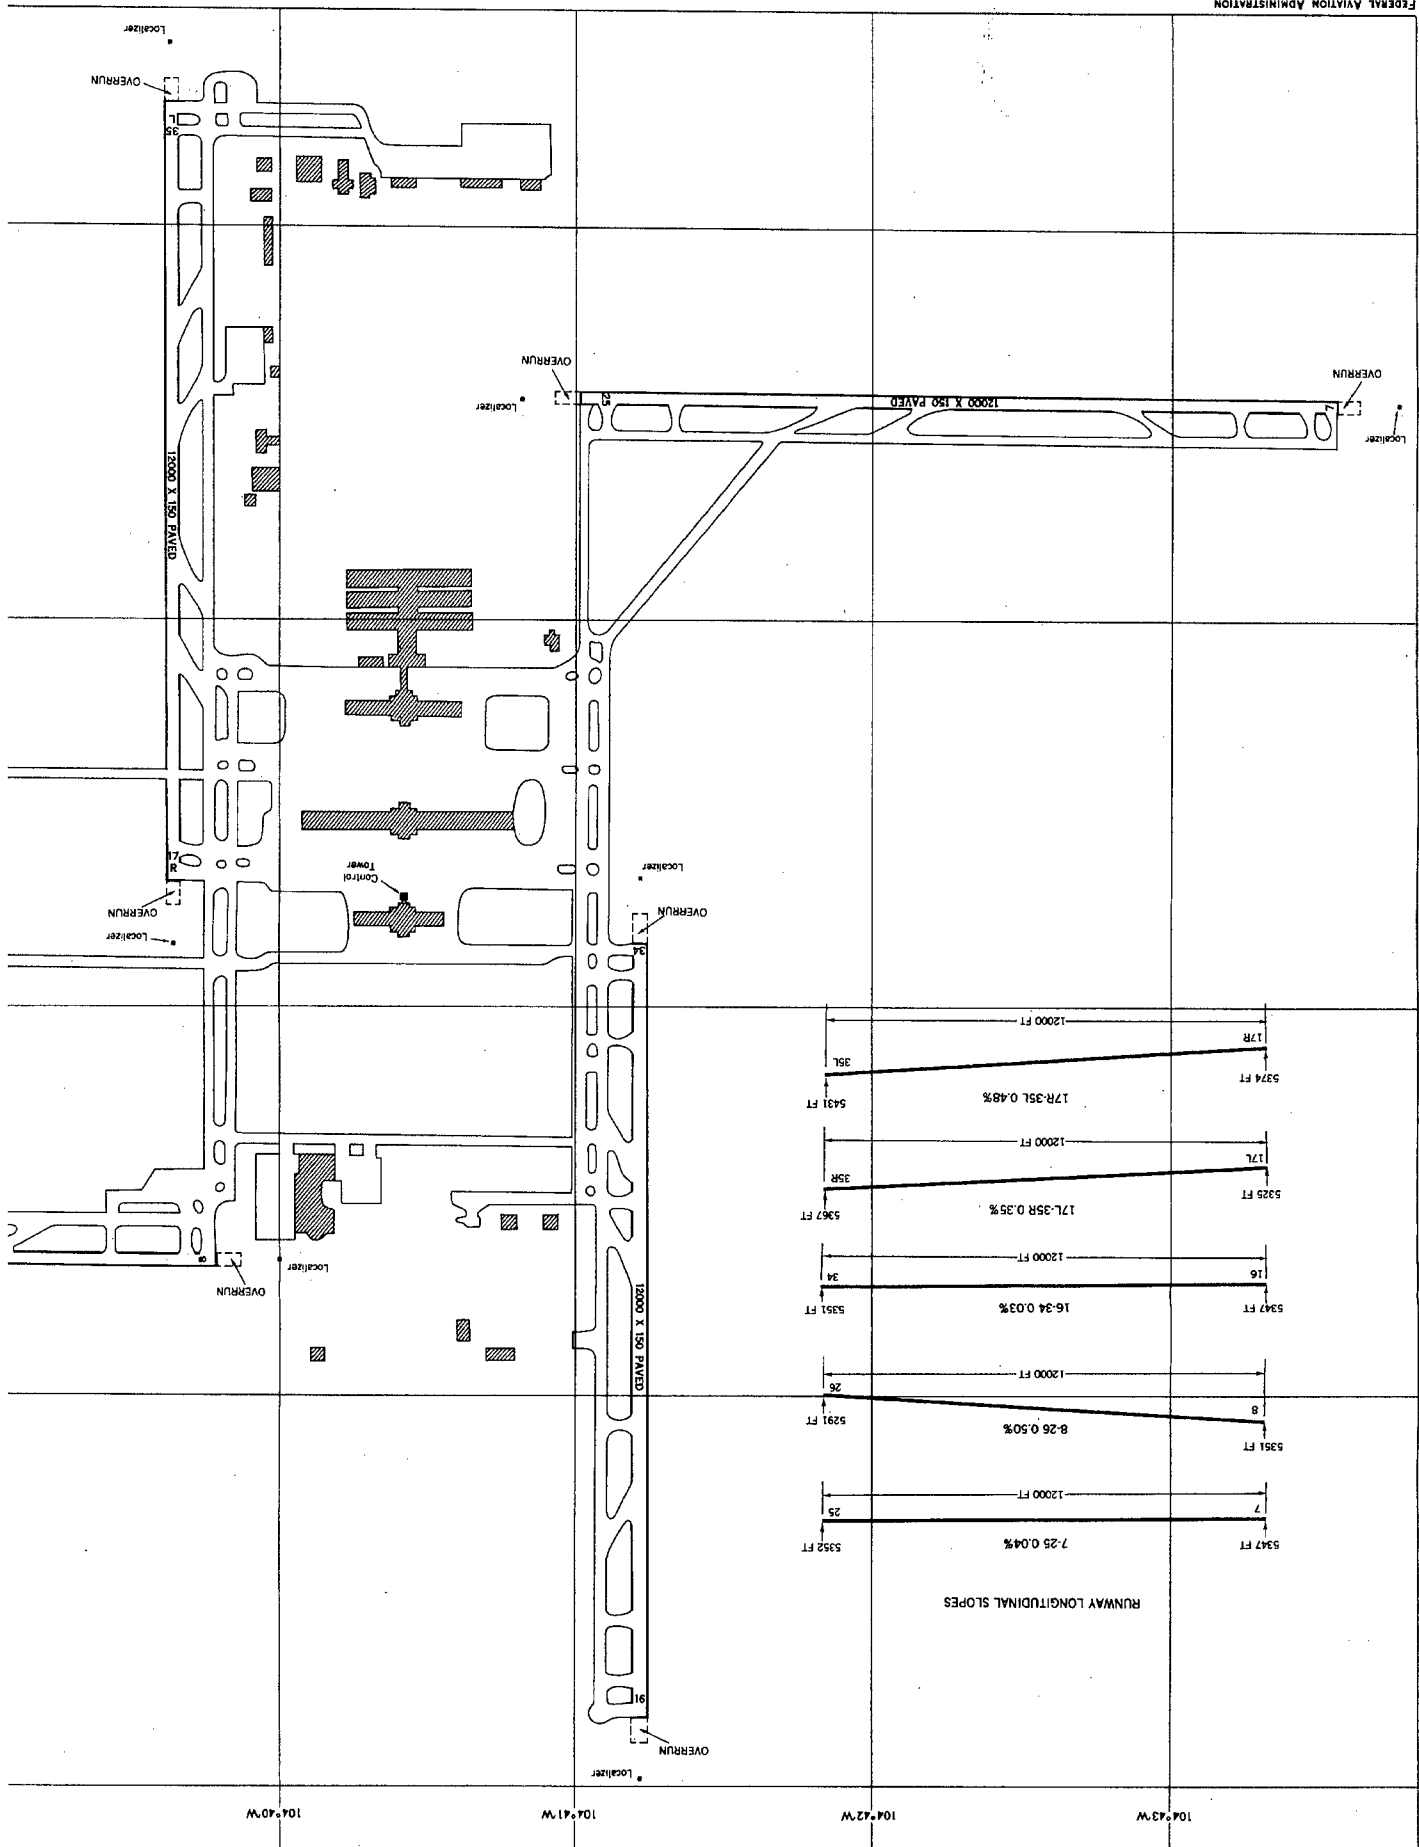 104°43'W
104°42'W
104°41'W
104°40'W
Localizer
OVERRUN
16
RUNWAY LONGITUDINAL SLOPES
5347 FT
7-25 0.04%
5352 FT
7
25
12000 FT
5351 FT
8-26 0.50%
5291 FT
8
26
12000 FT
5347 FT
16-34 0.03%
5351 FT
16
34
12000 FT
5325 FT
17L-35R 0.35%
5367 FT
17L
35R
12000 FT
5374 FT
17R-35L 0.48%
5431 FT
17R
35L
12000 FT
12000 X 150 PAVED
OVERRUN
Localizer
8
34
OVERRUN
Localizer
Localizer
OVERRUN
Control
Tower
17
R
12000 X 150 PAVED
Localizer
7
OVERRUN
12000 X 150 PAVED
25
Localizer
OVERRUN
35
L
OVERRUN
Localizer
FEDERAL AVIATION ADMINISTRATION